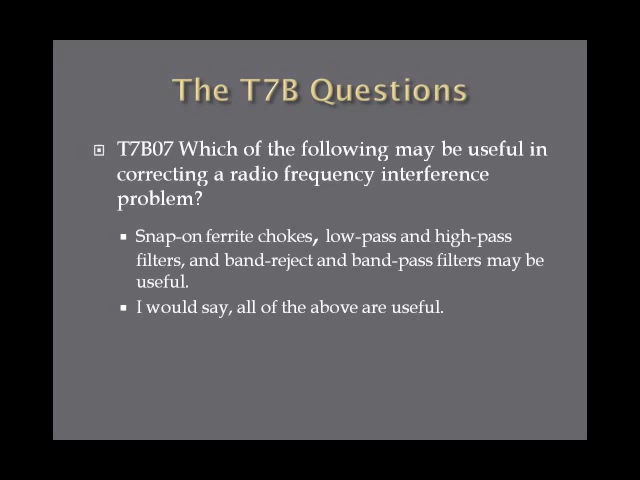 The T7B Questions
T7B07 Which of the following may be useful in
correcting a radio frequency interference
problem?
Snap-on ferrite chokes, low-pass and high-pass
filters, and band-reject and band-pass filters may be
useful.
I would say, all of the above are useful.